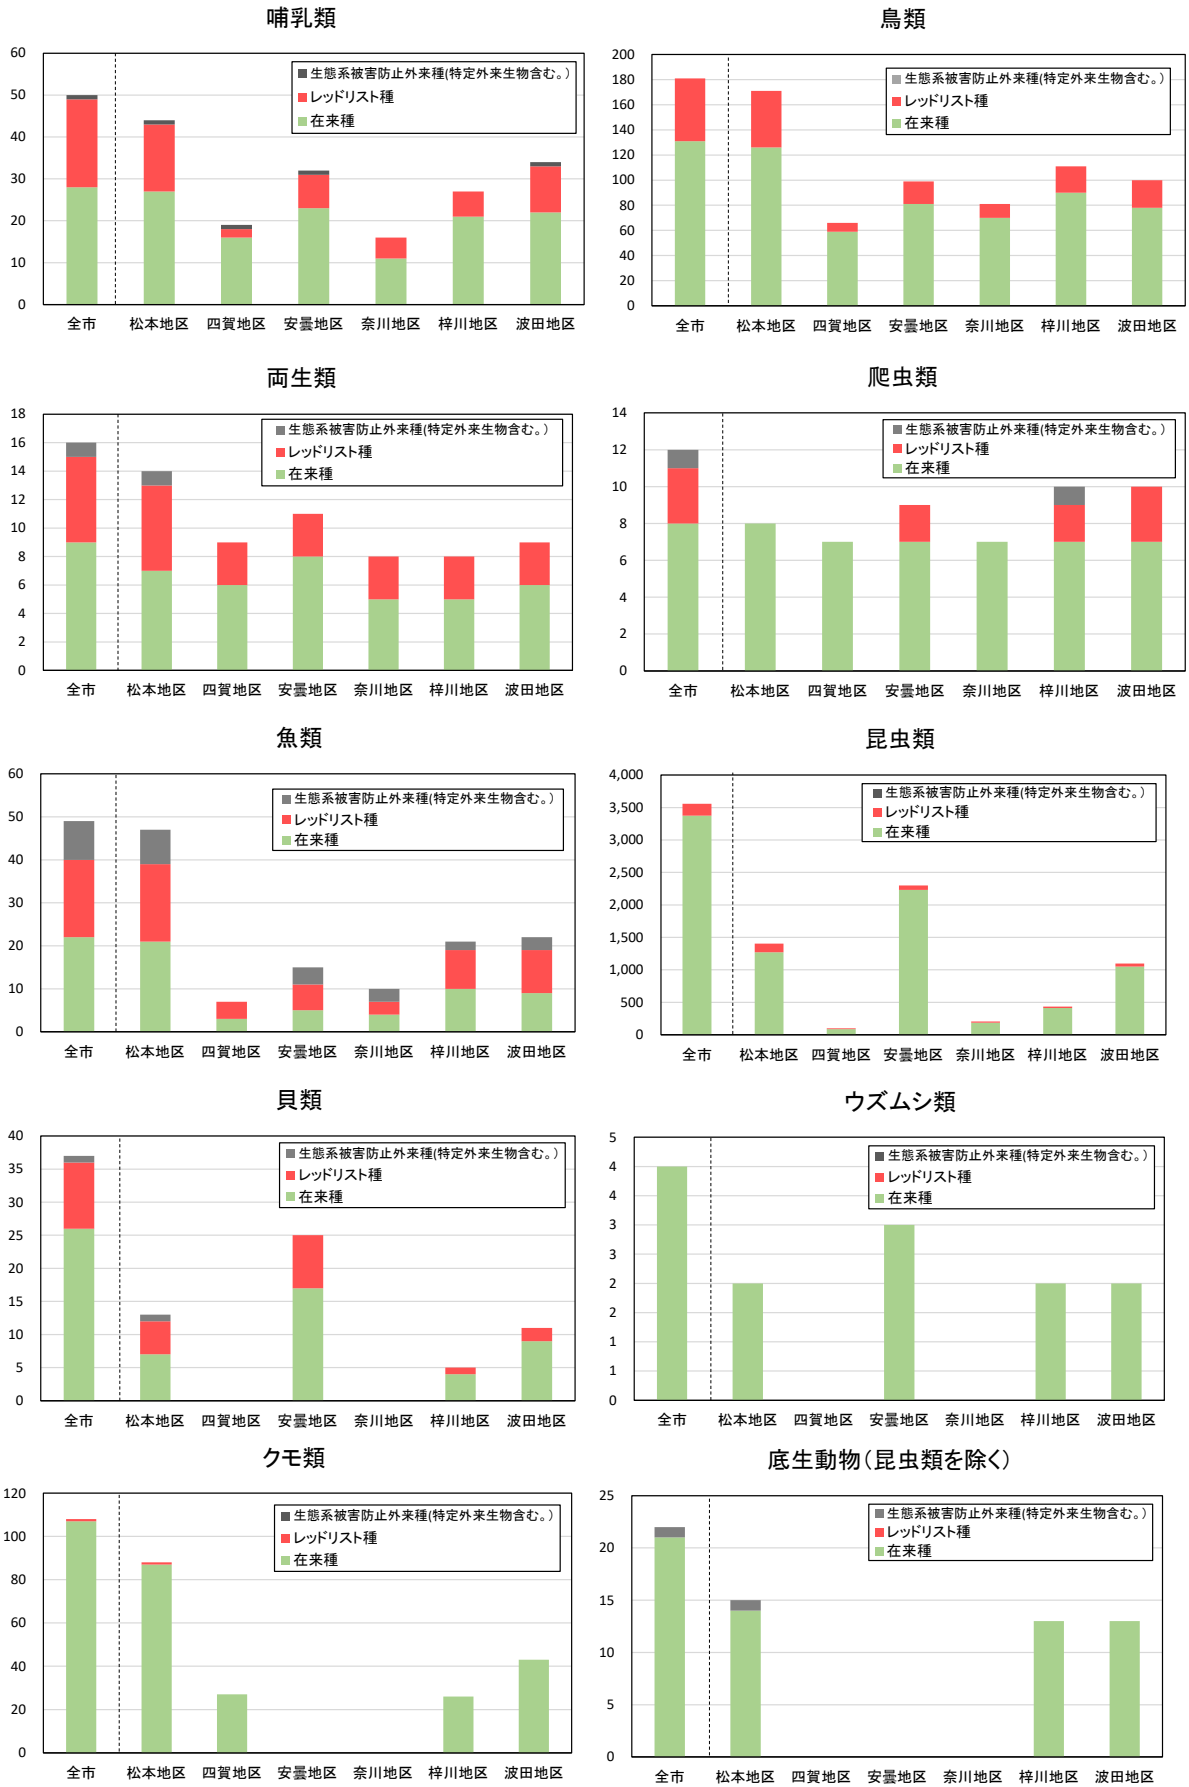 哺乳類
60
50
40
30
20
10
0
■生態系被害防止外来種(特定外来生物含む。)
■レッドリスト種
■在来種
全市 松本地区 四賀地区 安曇地区 奈川地区 梓川地区 波田地区
鳥類
200
180
160
140
120
100
80
60
40
20
0
■生態系被害防止外来種(特定外来生物含む。)
■レッドリスト種
■在来種
全市 松本地区 四賀地区 安曇地区 奈川地区 梓川地区 波田地区
両生類
18
16
14
12
10
8
6
4
2
0
■生態系被害防止外来種(特定外来生物含む。)
■レッドリスト種
■在来種
全市 松本地区 四賀地区 安曇地区 奈川地区 梓川地区 波田地区
爬虫類
14
12
10
8
6
4
2
0
■生態系被害防止外来種(特定外来生物含む。)
■レッドリスト種
■在来種
全市 松本地区 四賀地区 安曇地区 奈川地区 梓川地区 波田地区
魚類
60
50
40
30
20
10
0
■生態系被害防止外来種(特定外来生物含む。)
■レッドリスト種
■在来種
全市 松本地区 四賀地区 安曇地区 奈川地区 梓川地区 波田地区
昆虫類
4,000
3,500
3,000
2,500
2,000
1,500
1,000
500
0
■生態系被害防止外来種(特定外来生物含む。)
■レッドリスト種
■在来種
全市 松本地区 四賀地区 安曇地区 奈川地区 梓川地区 波田地区
貝類
40
35
30
25
20
15
10
5
0
■生態系被害防止外来種(特定外来生物含む。)
■レッドリスト種
■在来種
全市 松本地区 四賀地区 安曇地区 奈川地区 梓川地区 波田地区
ウズムシ類
5
4
4
3
3
2
2
1
1
0
■生態系被害防止外来種(特定外来生物含む。)
■レッドリスト種
■在来種
全市 松本地区 四賀地区 安曇地区 奈川地区 梓川地区 波田地区
クモ類
120
100
80
60
40
20
0
■生態系被害防止外来種(特定外来生物含む。)
■レッドリスト種
■在来種
全市 松本地区 四賀地区 安曇地区 奈川地区 梓川地区 波田地区
底生動物(昆虫類を除く)
25
20
15
10
5
0
■生態系被害防止外来種(特定外来生物含む。)
■レッドリスト種
■在来種
全市 松本地区 四賀地区 安曇地区 奈川地区 梓川地区 波田地区